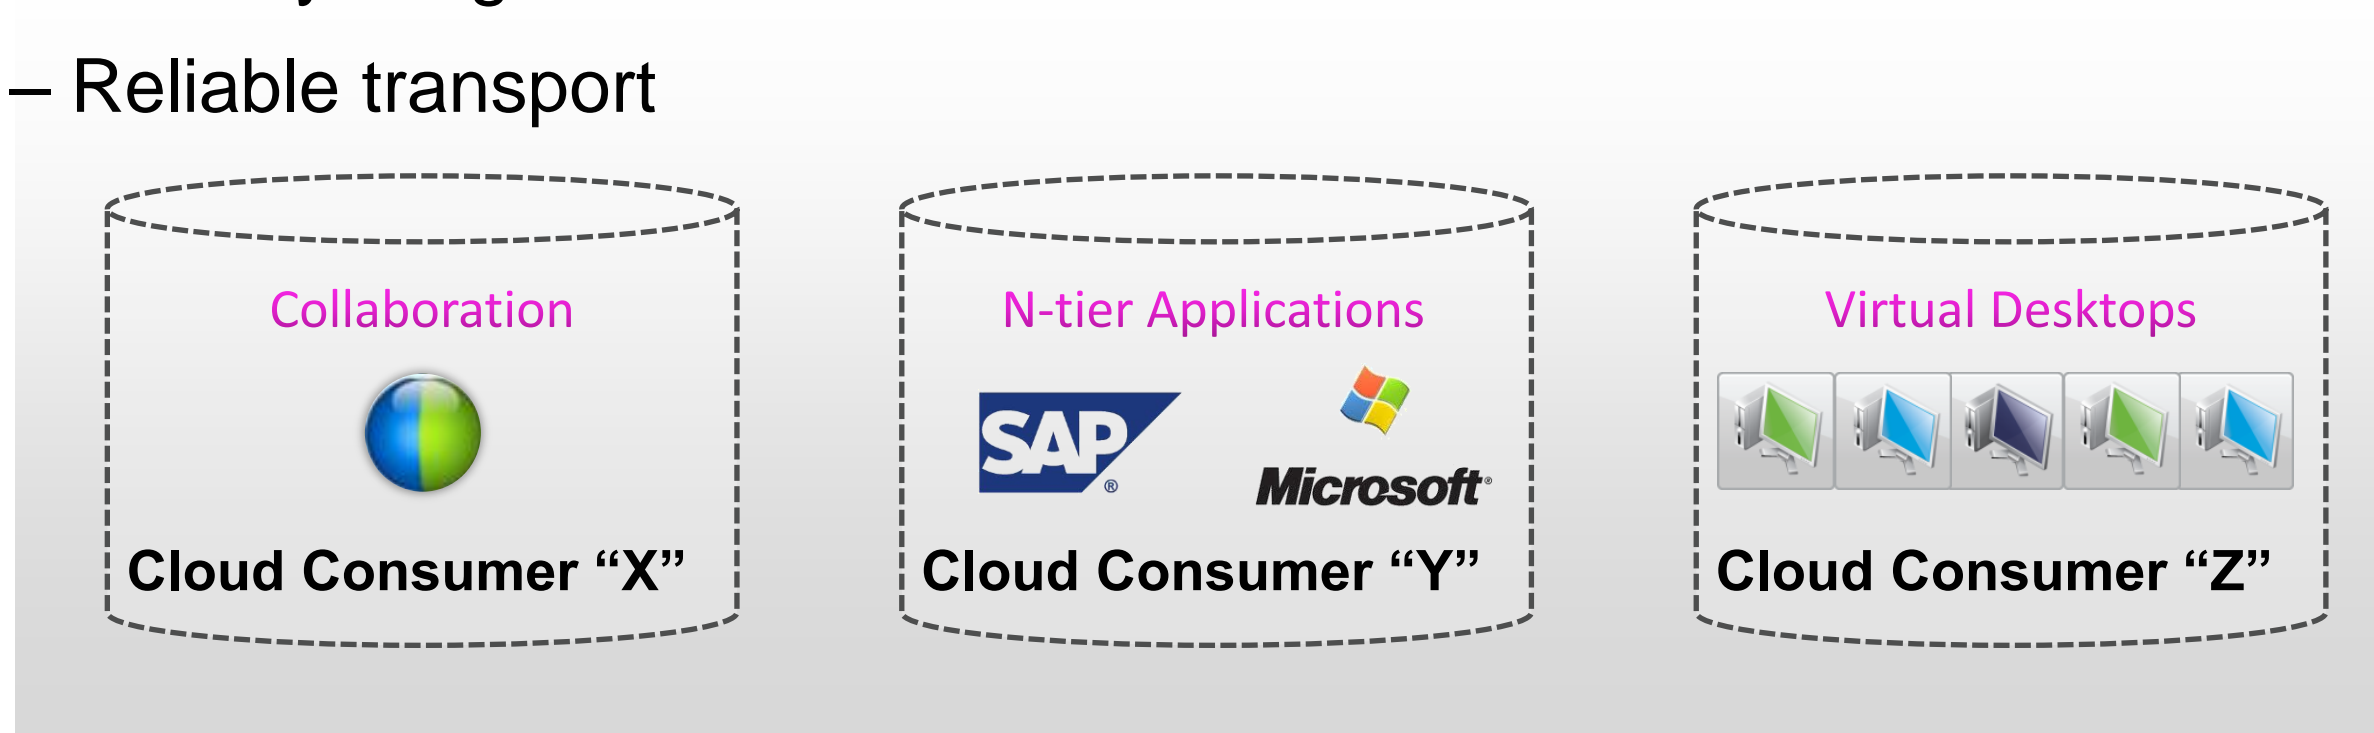 – Reliable transport
Collaboration
N-tier Applications
Virtual Desktops
SAP®
Microsoft®
Cloud Consumer “X”
Cloud Consumer “Y”
Cloud Consumer “Z”